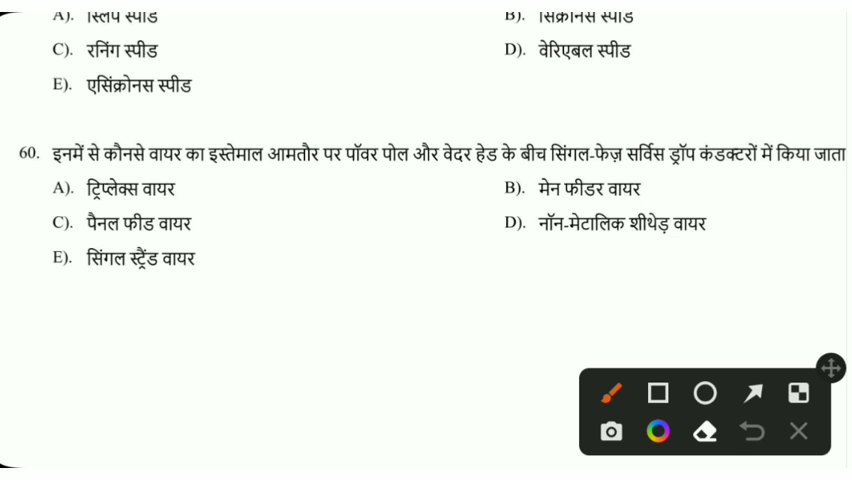 A). स्लिप स्पीड B). सिंक्रोनस स्पीड
C). रनिंग स्पीड D). वेरिएबल स्पीड
E). एसिंक्रोनस स्पीड
60. इनमें से कौनसे वायर का इस्तेमाल आमतौर पर पॉवर पोल और वेदर हेड के बीच सिंगल-फेज़ सर्विस ड्रॉप कंडक्टरों में किया जाता
A). ट्रिप्लेक्स वायर B). मेन फीडर वायर
C). पैनल फीड वायर D). नॉन-मेटालिक शीथेड़ वायर
E). सिंगल स्ट्रैंड वायर